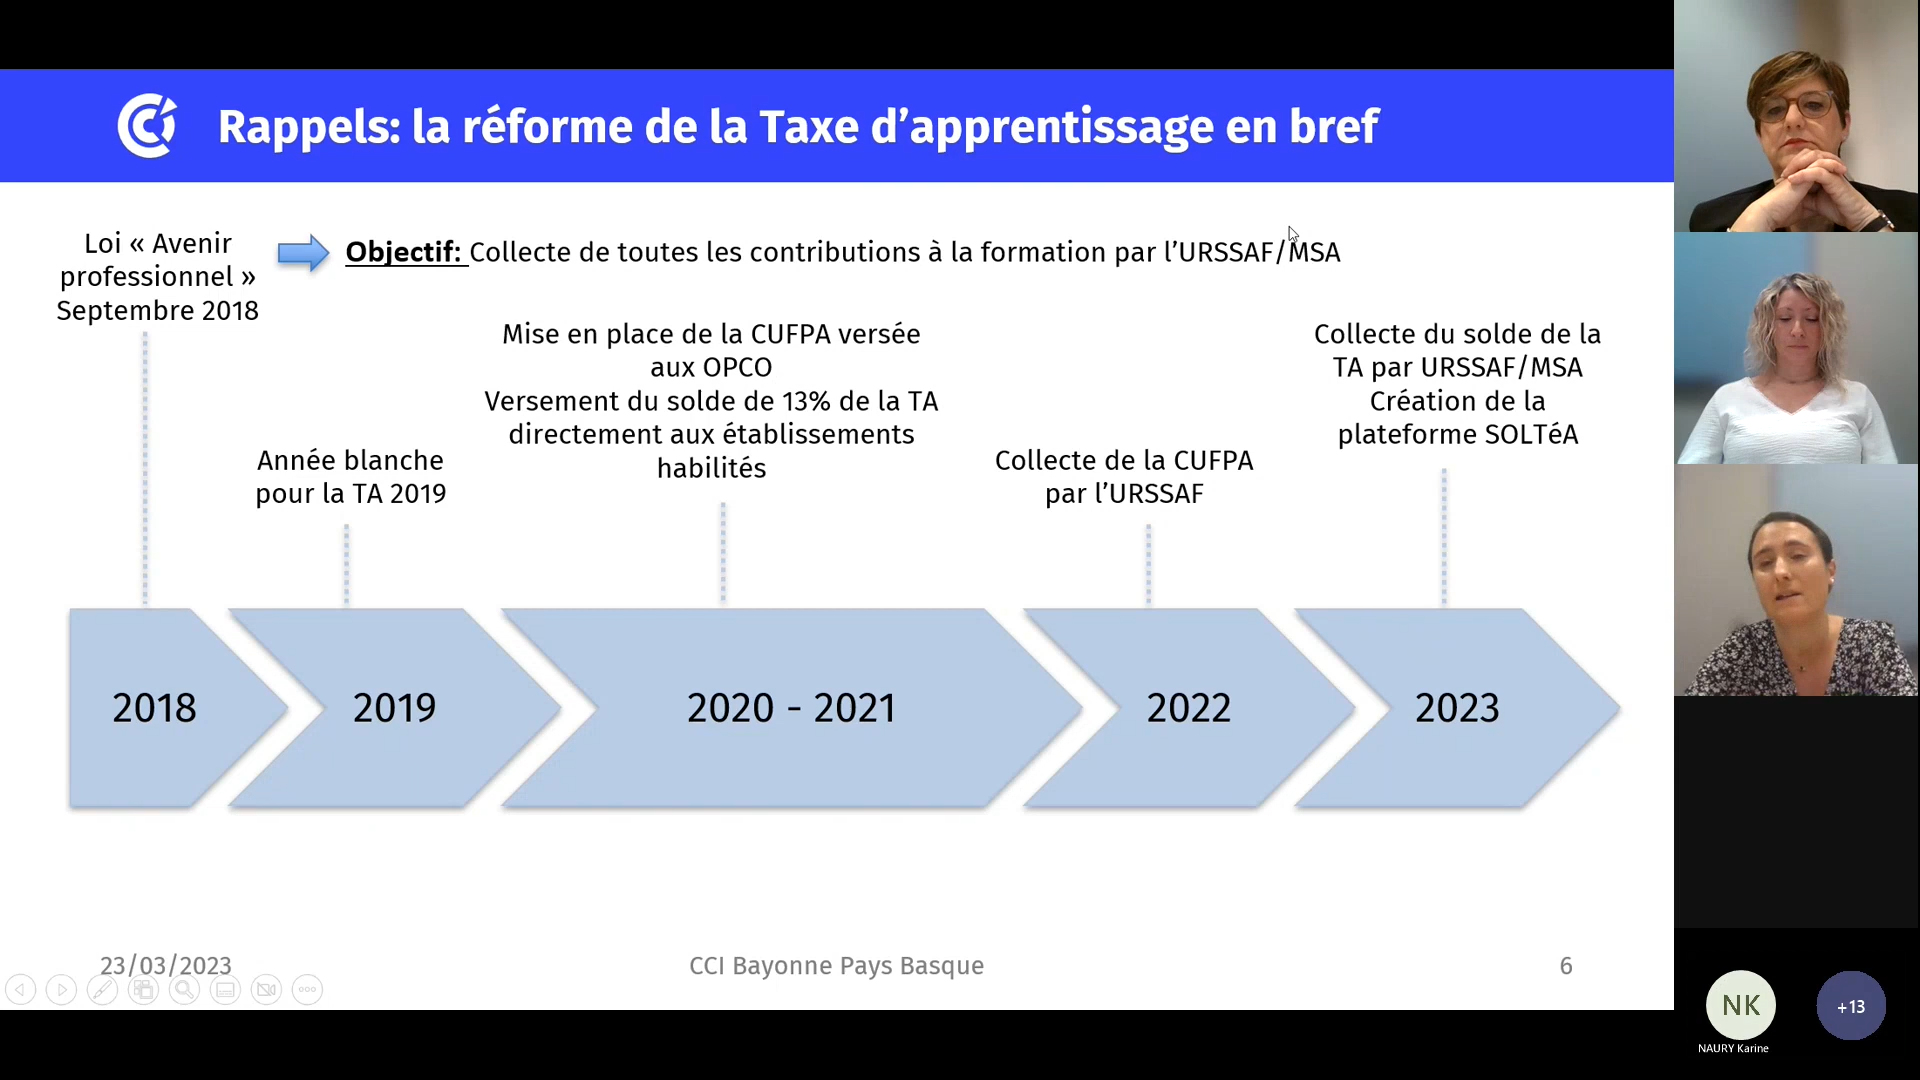 Rappels: la réforme de la Taxe d’apprentissage en bref
Loi « Avenir
professionnel »
Septembre 2018
Objectif: Collecte de toutes les contributions à la formation par l’URSSAF/MSA
Année blanche
pour la TA 2019
Mise en place de la CUFPA versée
aux OPCO
Versement du solde de 13% de la TA
directement aux établissements
habilités
Collecte de la CUFPA
par l’URSSAF
Collecte du solde de la
TA par URSSAF/MSA
Création de la
plateforme SOLTéA
2018
2019
2020 - 2021
2022
2023
23/03/2023
CCI Bayonne Pays Basque
6
NK
+13
NAURY Karine